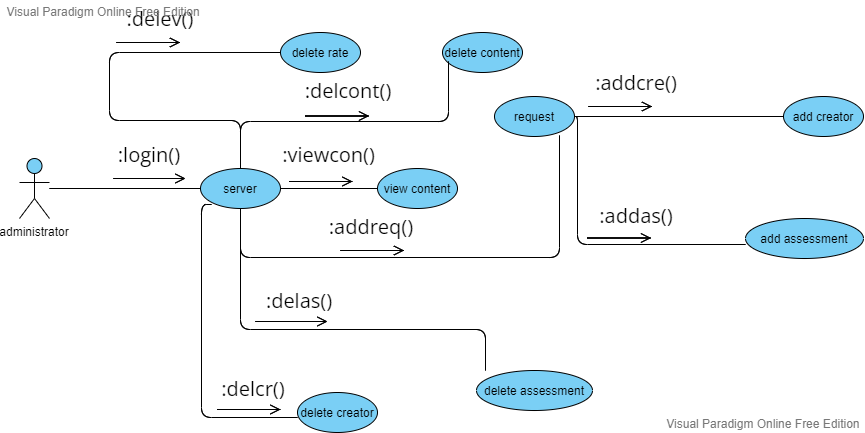 Visual Paradigm Online Free Edition
:delev()
delete rate
delete content
:delcont()
:addcre()
request
add creator
:login()
:viewcon()
server
view content
administrator
:addreq()
:addas()
add assessment
:delas()
:delcr()
delete assessment
delete creator
Visual Paradigm Online Free Edition